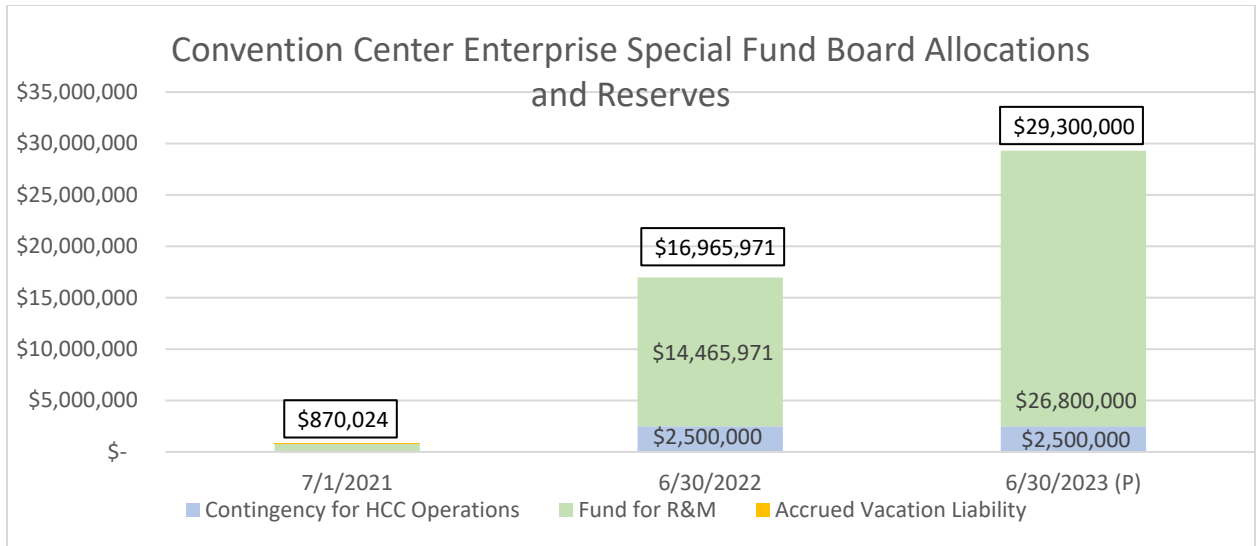 Convention Center Enterprise Special Fund Board Allocations
and Reserves
$35,000,000
$30,000,000
$25,000,000
$20,000,000
$15,000,000
$10,000,000
$5,000,000
$-
$870,024
$16,965,971
$14,465,971
$2,500,000
$29,300,000
$26,800,000
$2,500,000
7/1/2021
6/30/2022
6/30/2023 (P)
Contingency for HCC Operations
Fund for R&M
Accrued Vacation Liability